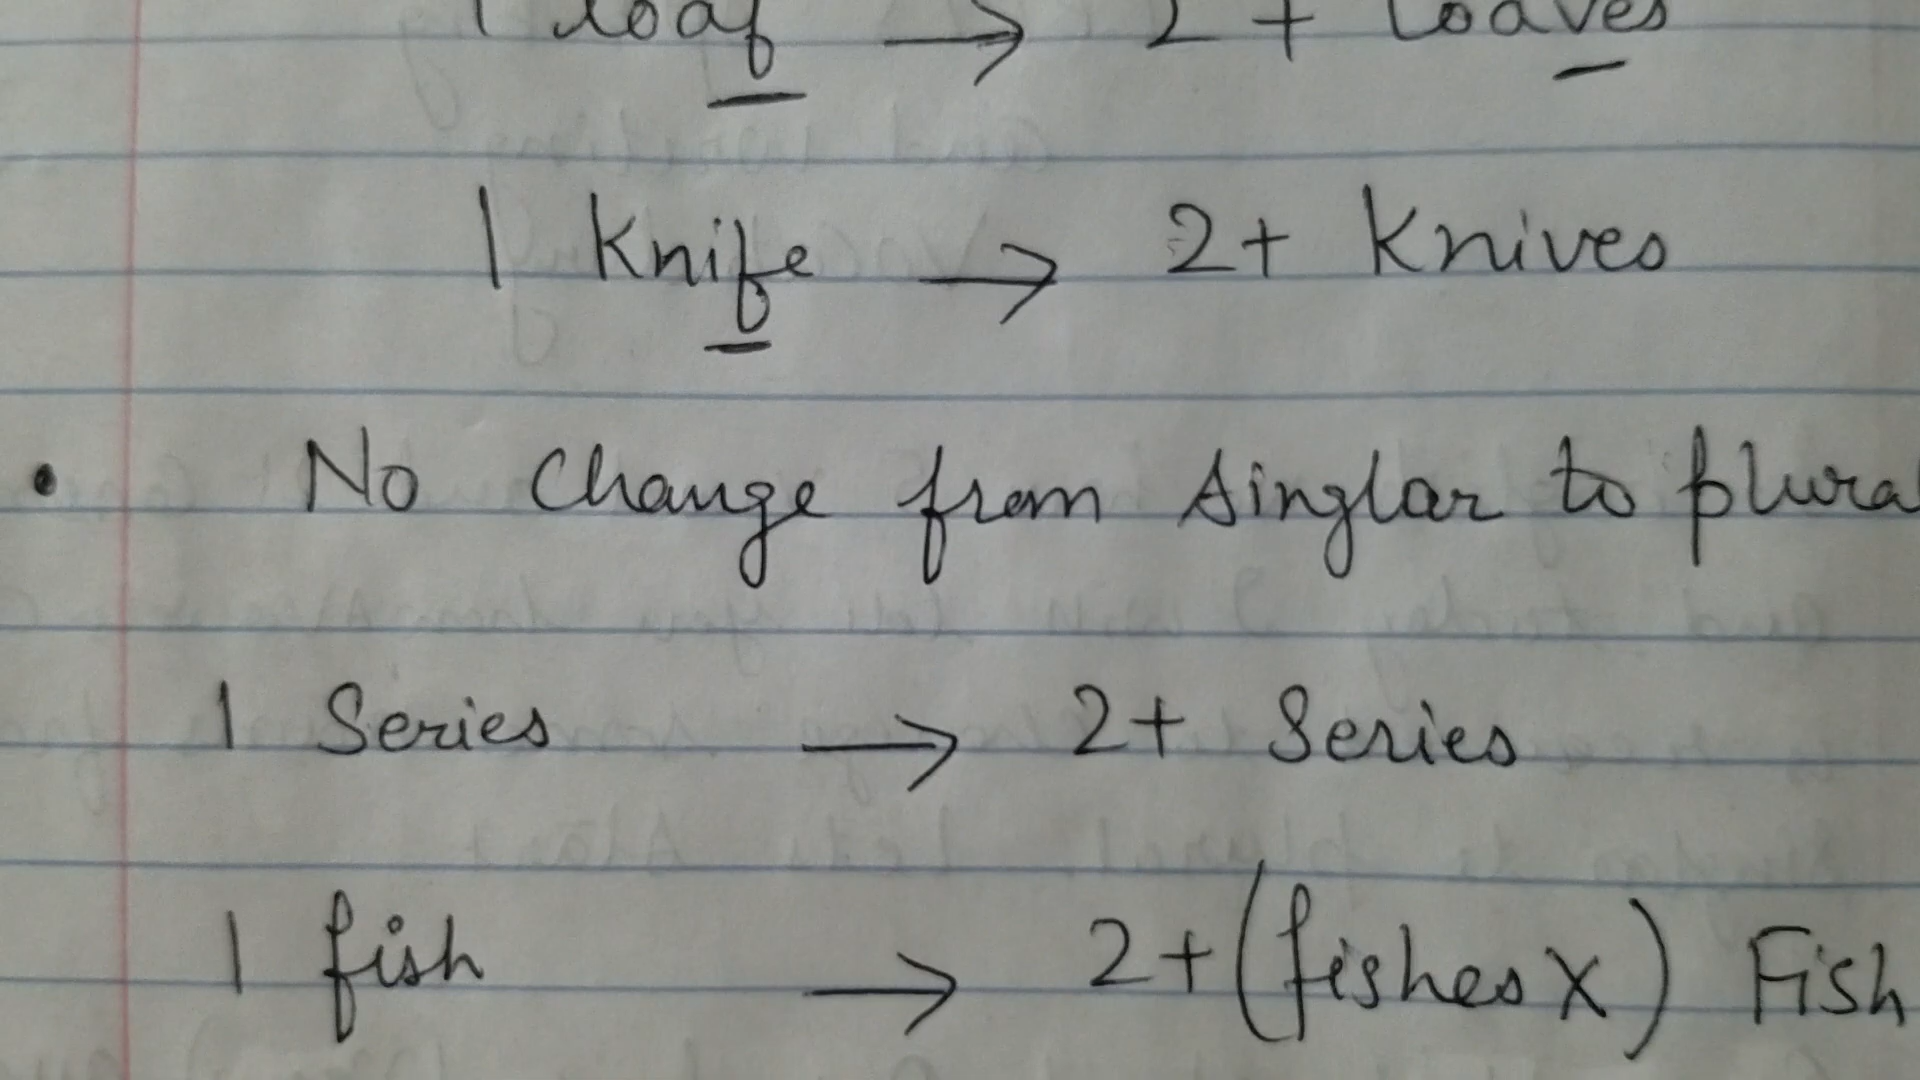 1 loaf → 2+ loaves
1 Knife → 2+ Knives
• No Change from Singlar to plural
1 Series → 2+ Series
1 fish → 2+ (fishes x) Fish